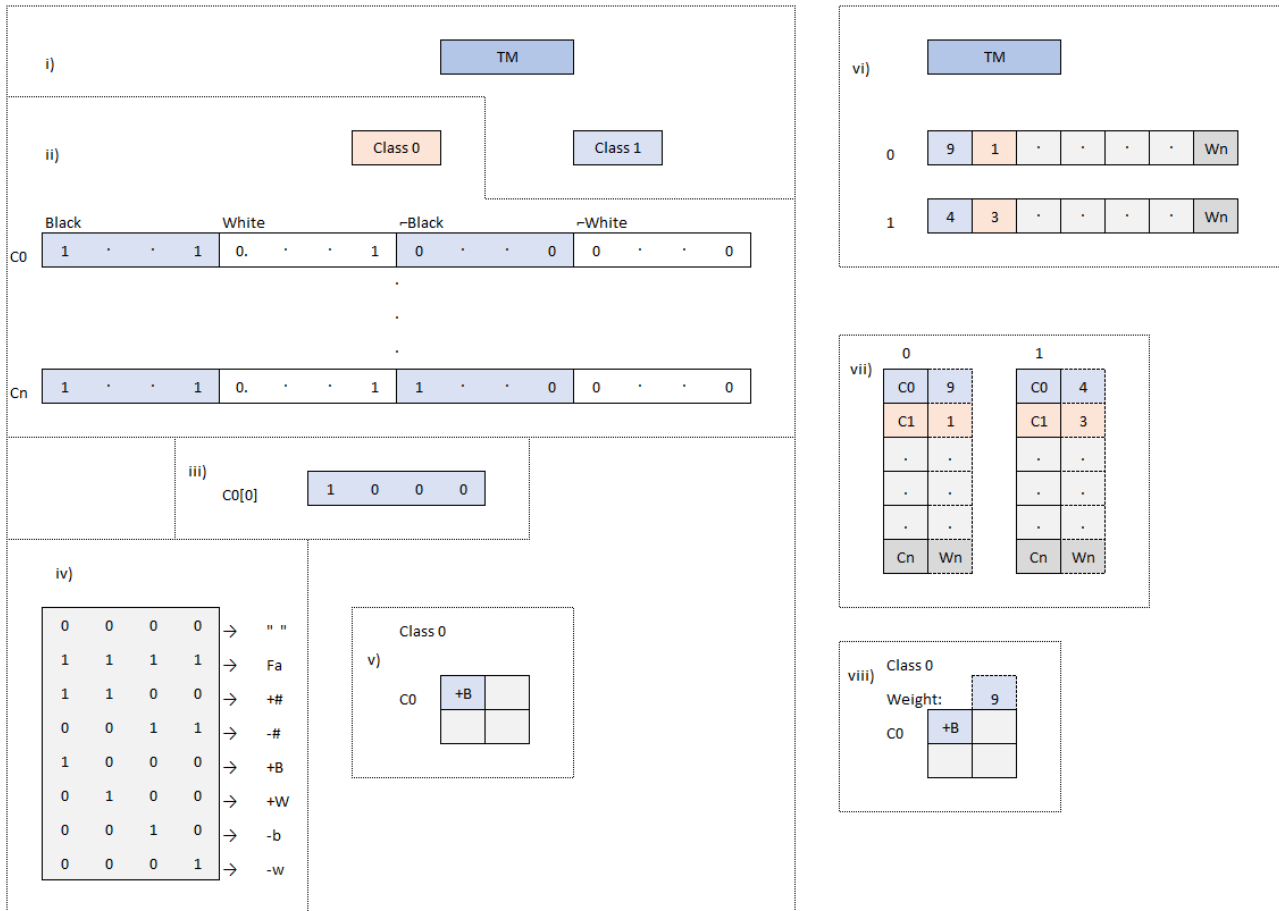 i) TM
ii) Class 0 Class 1
Black White ⌐Black ⌐White
C0 1 · · 1 0. · · 1 0 · · 0 0 · · 0
.
.
.
Cn 1 · · 1 0. · · 1 1 · · 0 0 · · 0
iii)
C0[0] 1 0 0 0
iv)
0 0 0 0 → " "
1 1 1 1 → Fa
1 1 0 0 → +#
0 0 1 1 → -#
1 0 0 0 → +B
0 1 0 0 → +W
0 0 1 0 → -b
0 0 0 1 → -w
Class 0
v)
C0 +B
vi) TM
0 9 1 · · · · Wn
1 4 3 · · · · Wn
0 1
vii)
C0 9 C0 4
C1 1 C1 3
. . . .
. . . .
. . . .
Cn Wn Cn Wn
viii) Class 0
Weight: 9
C0 +B